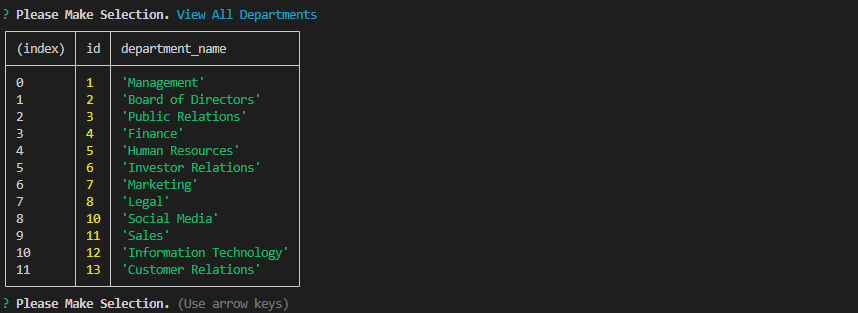 ? Please Make Selection. View All Departments
(index) id department_name
0 1 'Management'
1 2 'Board of Directors'
2 3 'Public Relations'
3 4 'Finance'
4 5 'Human Resources'
5 6 'Investor Relations'
6 7 'Marketing'
7 8 'Legal'
8 10 'Social Media'
9 11 'Sales'
10 12 'Information Technology'
11 13 'Customer Relations'
? Please Make Selection. (Use arrow keys)